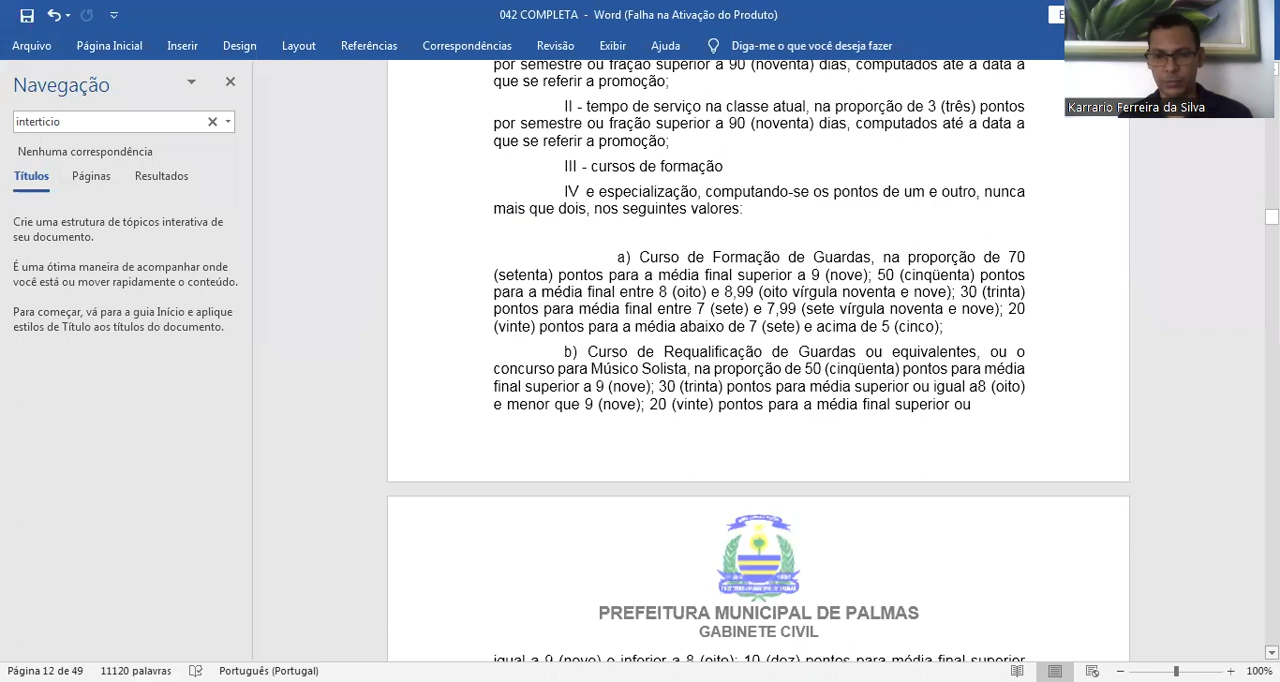 042 COMPLETA - Word (Falha na Ativação do Produto)
Arquivo Página Inicial Inserir Design Layout Referências Correspondências Revisão Exibir Ajuda Diga-me o que você deseja fazer
Karrario Ferreira da Silva
Navegação
interticio
Nenhuma correspondência
Títulos Páginas Resultados
Crie uma estrutura de tópicos interativa de
seu documento.
É uma ótima maneira de acompanhar onde
você está ou mover rapidamente o conteúdo.
Para começar, vá para a guia Início e aplique
estilos de Título aos títulos do documento.
por semestre ou fração superior a 90 (noventa) dias, computados até a data a
que se referir a promoção;
II - tempo de serviço na classe atual, na proporção de 3 (três) pontos
por semestre ou fração superior a 90 (noventa) dias, computados até a data a
que se referir a promoção;
III - cursos de formação
IV e especialização, computando-se os pontos de um e outro, nunca
mais que dois, nos seguintes valores:
a) Curso de Formação de Guardas, na proporção de 70
(setenta) pontos para a média final superior a 9 (nove); 50 (cinqüenta) pontos
para a média final entre 8 (oito) e 8,99 (oito vírgula noventa e nove); 30 (trinta)
pontos para média final entre 7 (sete) e 7,99 (sete vírgula noventa e nove); 20
(vinte) pontos para a média abaixo de 7 (sete) e acima de 5 (cinco);
b) Curso de Requalificação de Guardas ou equivalentes, ou o
concurso para Músico Solista, na proporção de 50 (cinqüenta) pontos para média
final superior a 9 (nove); 30 (trinta) pontos para média superior ou igual a8 (oito)
e menor que 9 (nove); 20 (vinte) pontos para a média final superior ou
PREFEITURA MUNICIPAL DE PALMAS
GABINETE CIVIL
igual a 9 (nove) e inferior a 8 (oito); 10 (dez) pontos para média final superior
Página 12 de 49 11120 palavras Português (Portugal) 100%